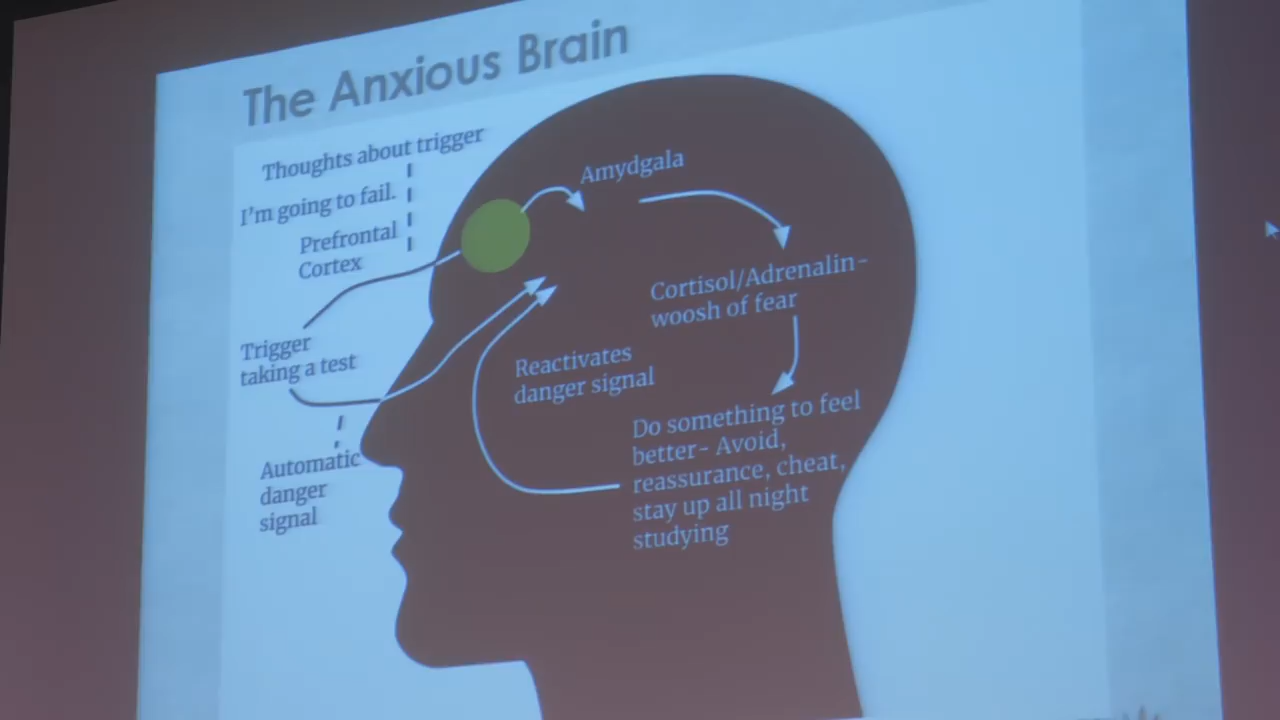 The Anxious Brain
Thoughts about trigger
I'm going to fail.
Prefrontal
Cortex
Trigger
taking a test
Automatic
danger
signal
Amydgala
Cortisol/Adrenalin-
woosh of fear
Reactivates
danger signal
Do something to feel
better- Avoid,
reassurance, cheat,
stay up all night
studying